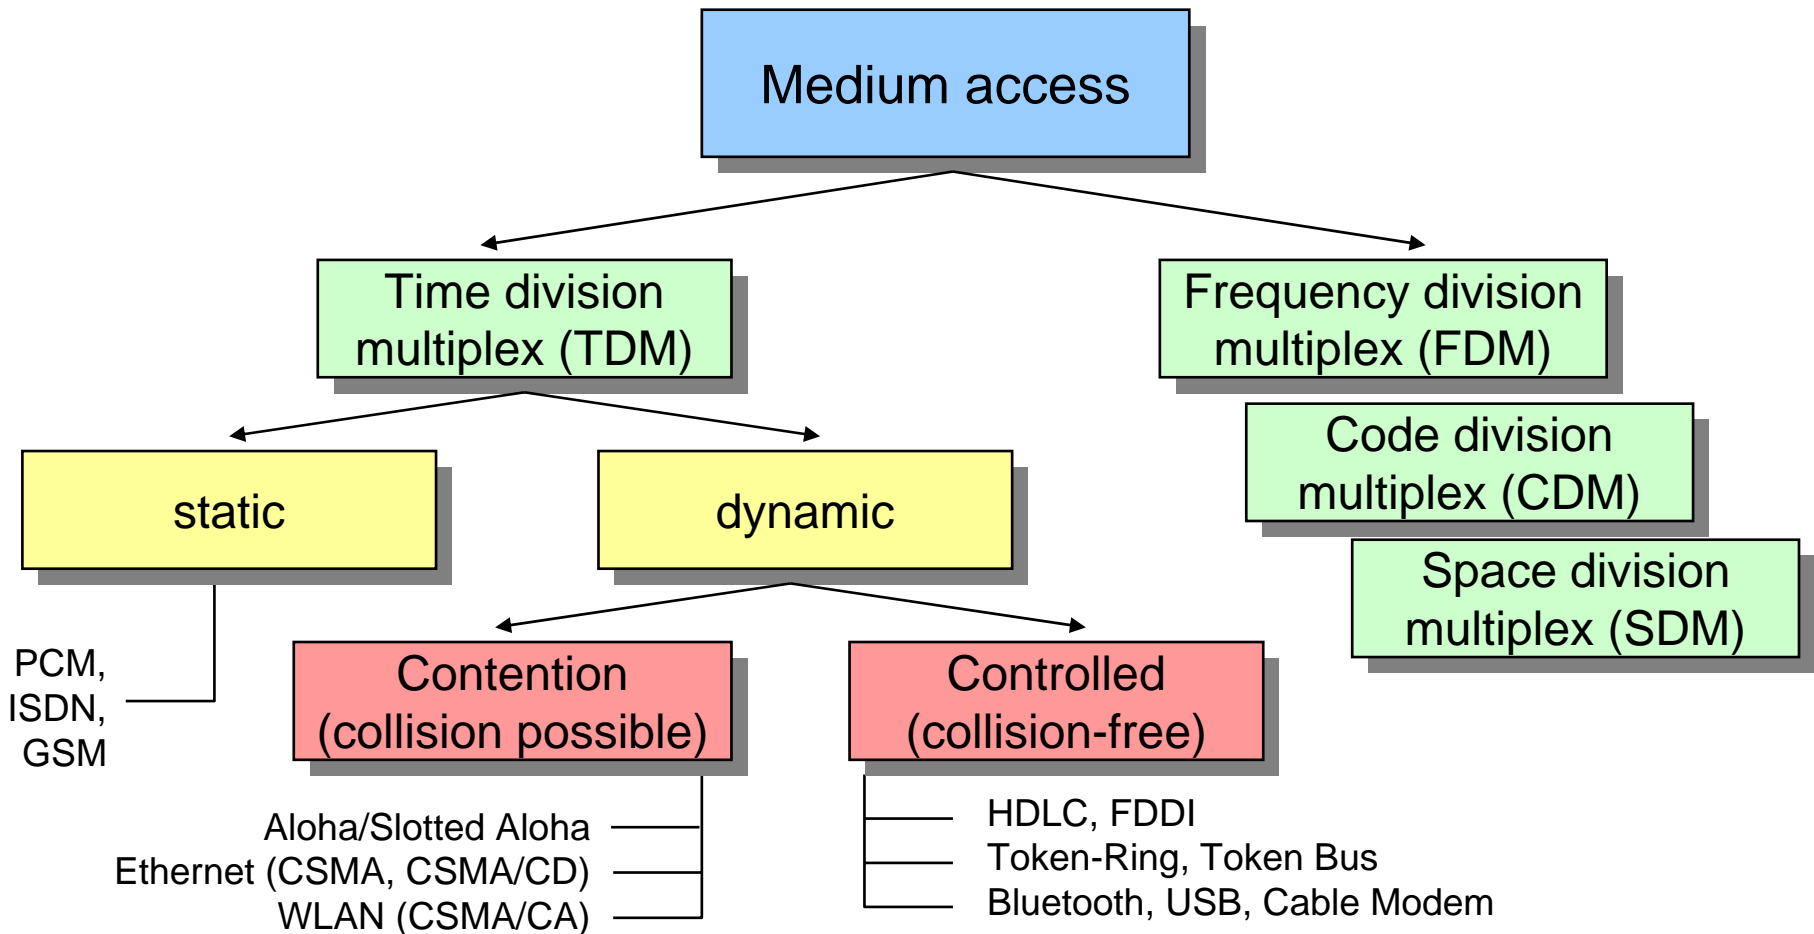 Medium access
Time division
multiplex (TDM)
Frequency division
multiplex (FDM)
Code division
multiplex (CDM)
Space division
multiplex (SDM)
static
dynamic
PCM,
ISDN,
GSM
Contention
(collision possible)
Controlled
(collision-free)
Aloha/Slotted Aloha
Ethernet (CSMA, CSMA/CD)
WLAN (CSMA/CA)
HDLC, FDDI
Token-Ring, Token Bus
Bluetooth, USB, Cable Modem